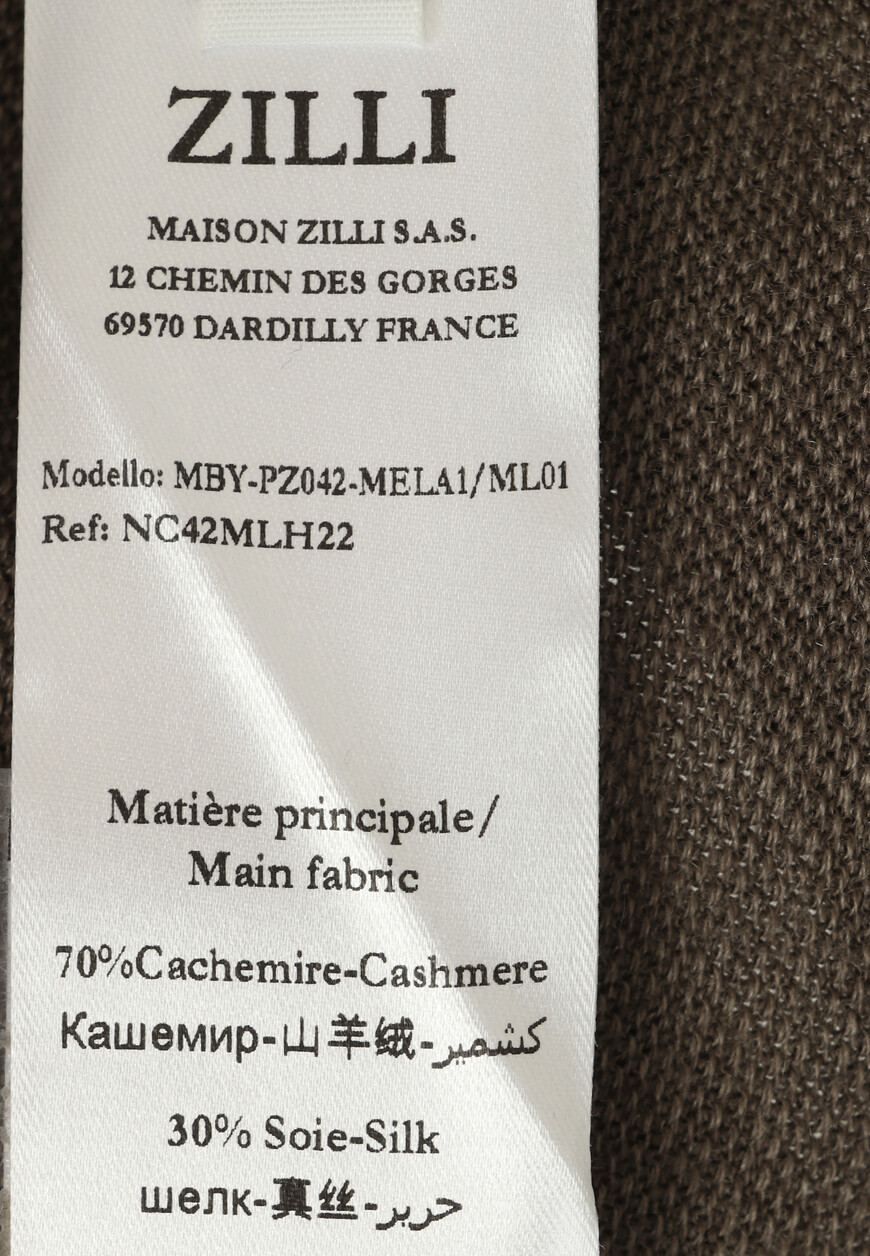 ZILLI
MAISON ZILLI S.A.S.
12 CHEMIN DES GORGES
69570 DARDILLY FRANCE
Modello: MBY-PZ042-MELA1/ML01
Ref: NC42MLH22
Matière principale/
Main fabric
70%Cachemire-Cashmere
Кашемир-山羊绒-كشمير
30% Soie-Silk
шелк-真丝-حرير